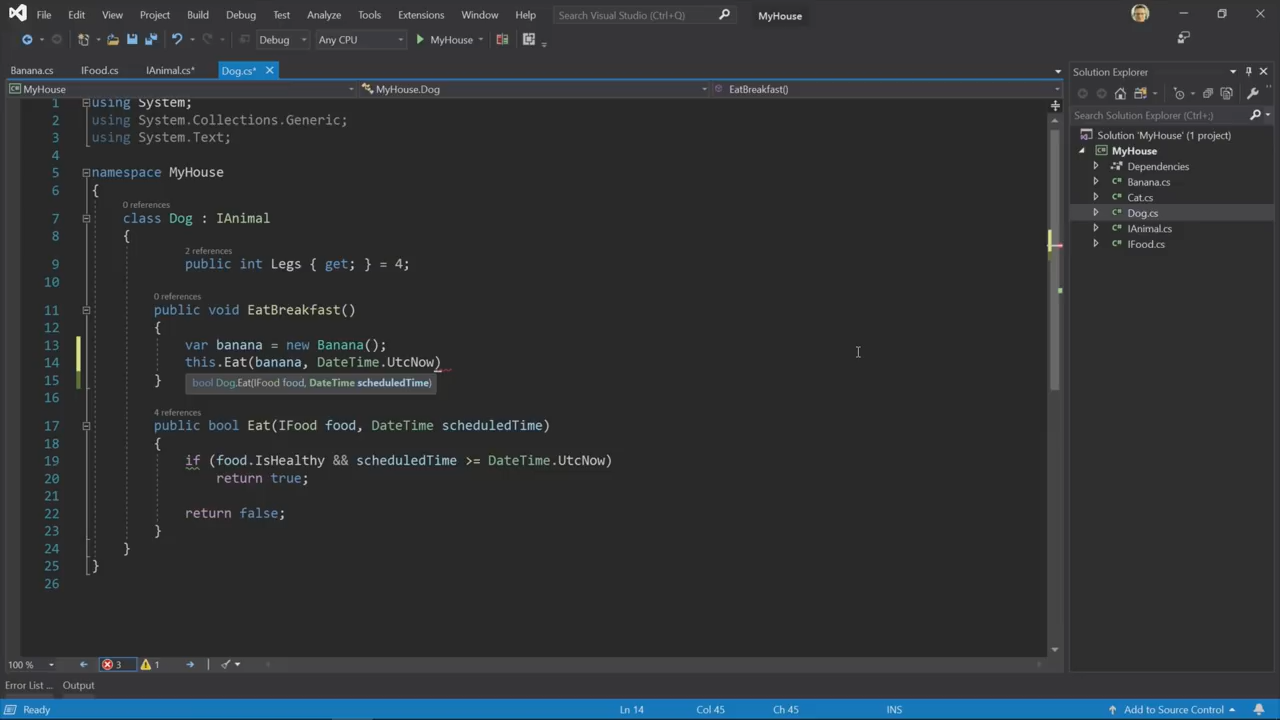 File Edit View Project Build Debug Test Analyze Tools Extensions Window Help Search Visual Studio (Ctrl+Q) MyHouse
Debug Any CPU MyHouse
Banana.cs IFood.cs IAnimal.cs* Dog.cs*
MyHouse MyHouse.Dog EatBreakfast()
1 using System;
2 using System.Collections.Generic;
3 using System.Text;
4
5 namespace MyHouse
6 {
0 references
7 class Dog : IAnimal
8 {
2 references
9 public int Legs { get; } = 4;
10
0 references
11 public void EatBreakfast()
12 {
13 var banana = new Banana();
14 this.Eat(banana, DateTime.UtcNow)
15 }
bool Dog.Eat(IFood food, DateTime scheduledTime)
16
4 references
17 public bool Eat(IFood food, DateTime scheduledTime)
18 {
19 if (food.IsHealthy && scheduledTime >= DateTime.UtcNow)
20 return true;
21
22 return false;
23 }
24 }
25 }
26
100 % 3 1
Error List ... Output
Ready Ln 14 Col 45 Ch 45 INS Add to Source Control
Solution Explorer
Search Solution Explorer (Ctrl+;)
Solution 'MyHouse' (1 project)
MyHouse
Dependencies
Banana.cs
Cat.cs
Dog.cs
IAnimal.cs
IFood.cs